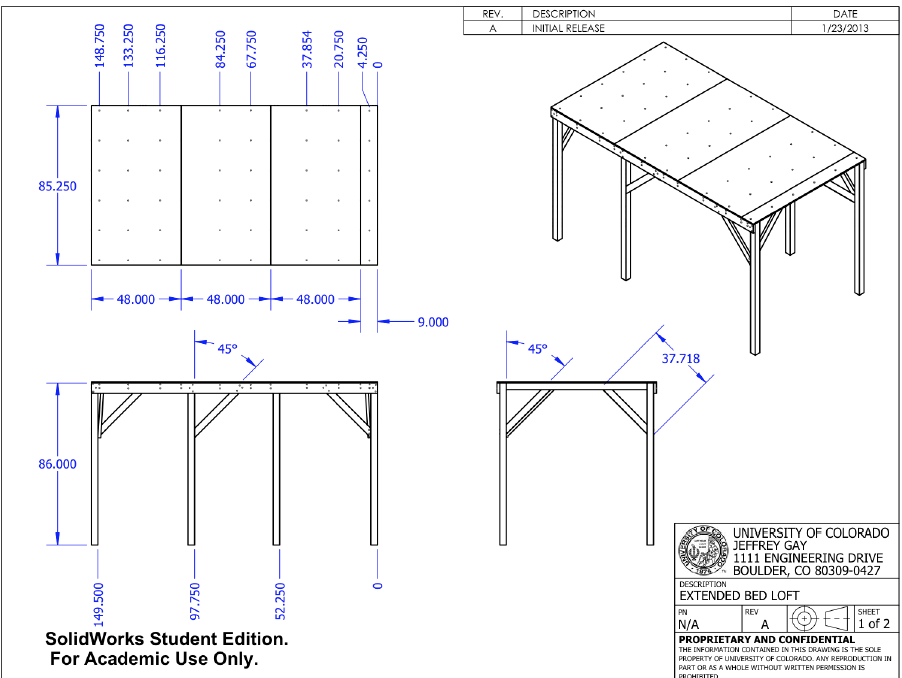 REV. DESCRIPTION DATE
A INITIAL RELEASE 1/23/2013
148.750
133.250
116.250
84.250
67.750
37.854
20.750
4.250
0
85.250
48.000 48.000 48.000
9.000
45°
45°
37.718
86.000
149.500
97.750
52.250
0
SolidWorks Student Edition.
For Academic Use Only.
UNIVERSITY OF COLORADO
JEFFREY GAY
1111 ENGINEERING DRIVE
BOULDER, CO 80309-0427
DESCRIPTION
EXTENDED BED LOFT
PN REV SHEET
N/A A 1 of 2
PROPRIETARY AND CONFIDENTIAL
THE INFORMATION CONTAINED IN THIS DRAWING IS THE SOLE
PROPERTY OF UNIVERSITY OF COLORADO. ANY REPRODUCTION IN
PART OR AS A WHOLE WITHOUT WRITTEN PERMISSION IS
PROHIBITED